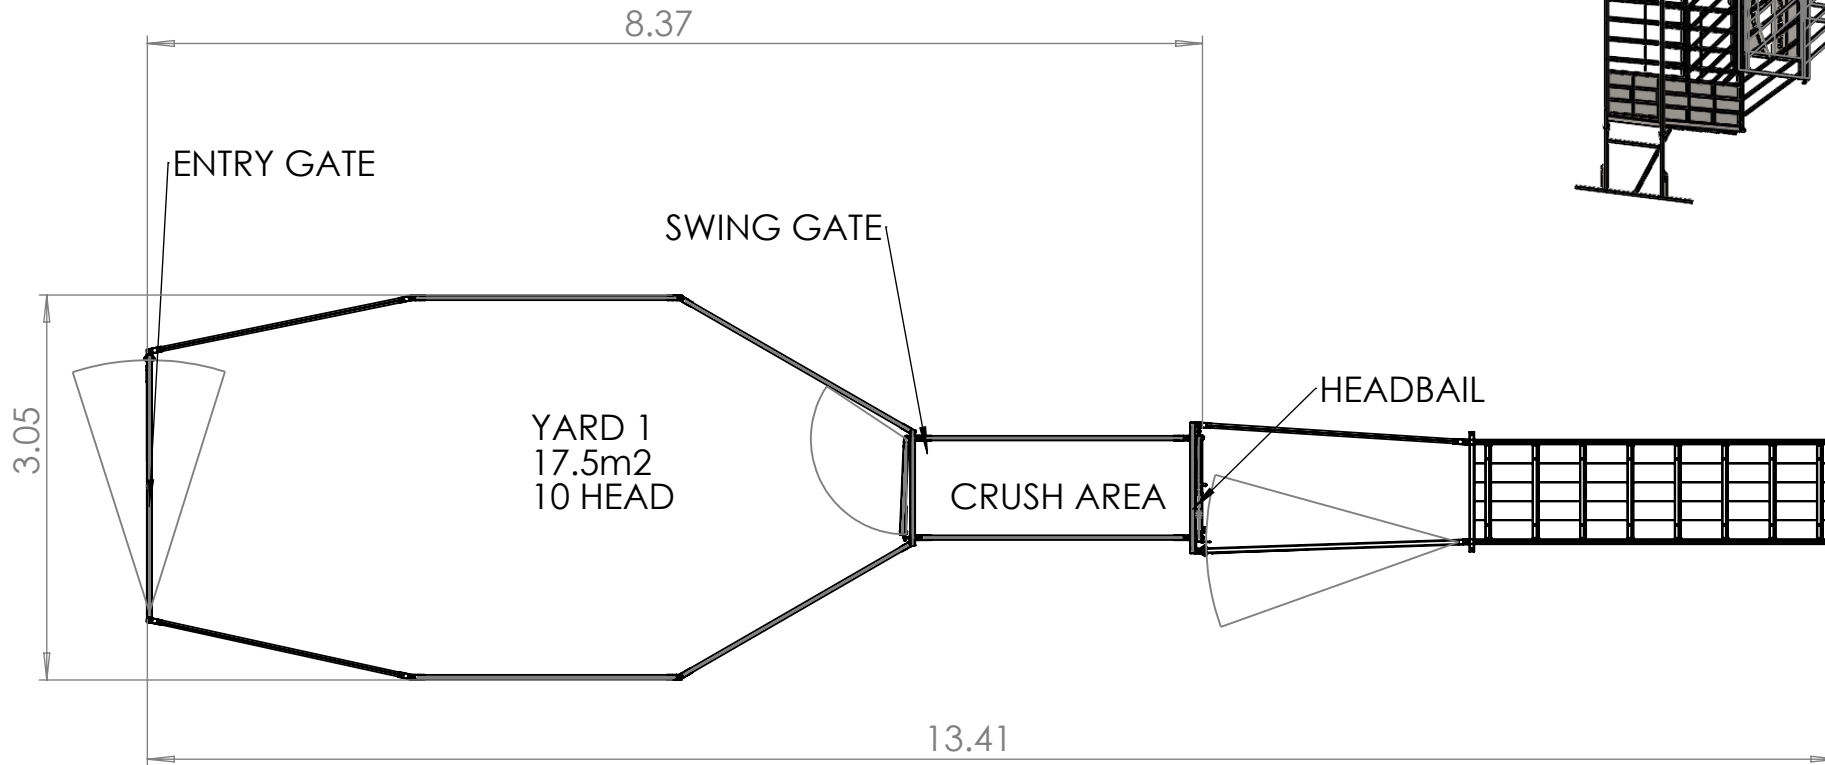 8.37
ENTRY GATE
SWING GATE
HEADBAIL
3.05
YARD 1
17.5m2
10 HEAD
CRUSH AREA
13.41